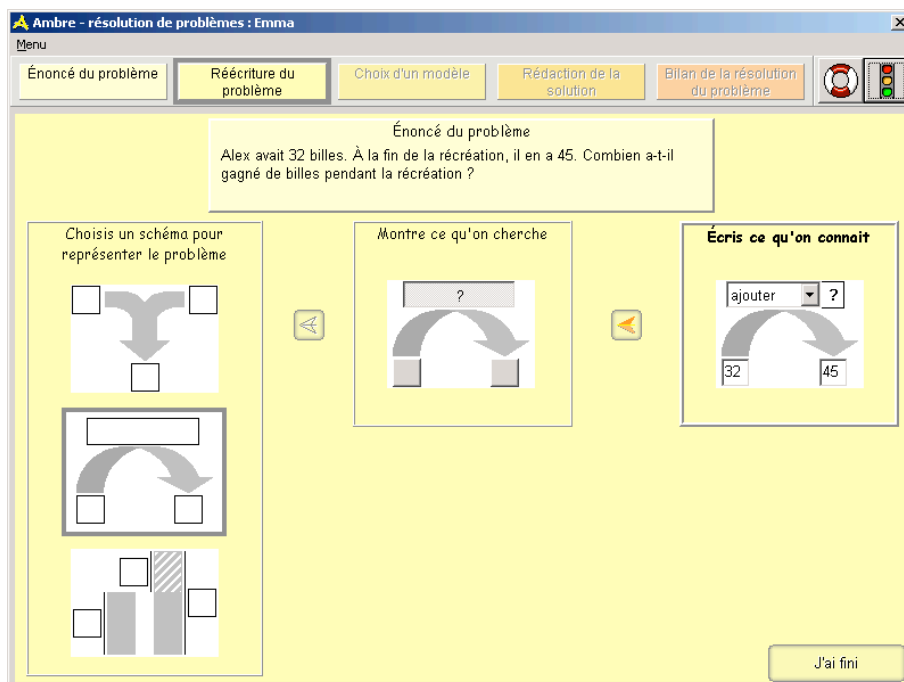 Ambre - résolution de problèmes : Emma
Menu
Énoncé du problème
Réécriture du
problème
Choix d'un modèle
Rédaction de la
solution
Bilan de la résolution
du problème
Énoncé du problème
Alex avait 32 billes. À la fin de la récréation, il en a 45. Combien a-t-il
gagné de billes pendant la récréation ?
Choisis un schéma pour
représenter le problème
Montre ce qu'on cherche
?
Écris ce qu'on connait
ajouter ?
32 45
J'ai fini